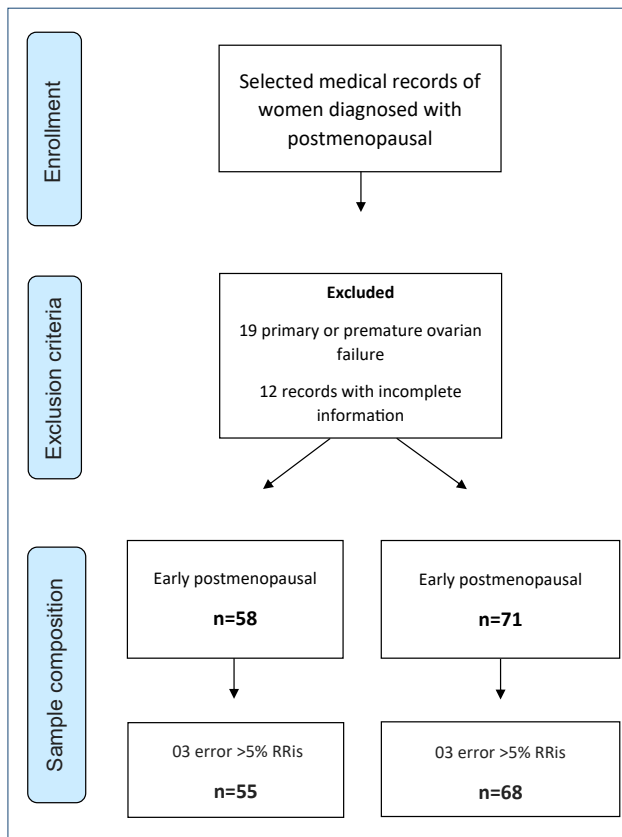 Enrollment
Selected medical records of
women diagnosed with
postmenopausal
Exclusion criteria
Excluded
19 primary or premature ovarian
failure
12 records with incomplete
information
Sample composition
Early postmenopausal
n=58
Early postmenopausal
n=71
03 error >5% RRis
n=55
03 error >5% RRis
n=68